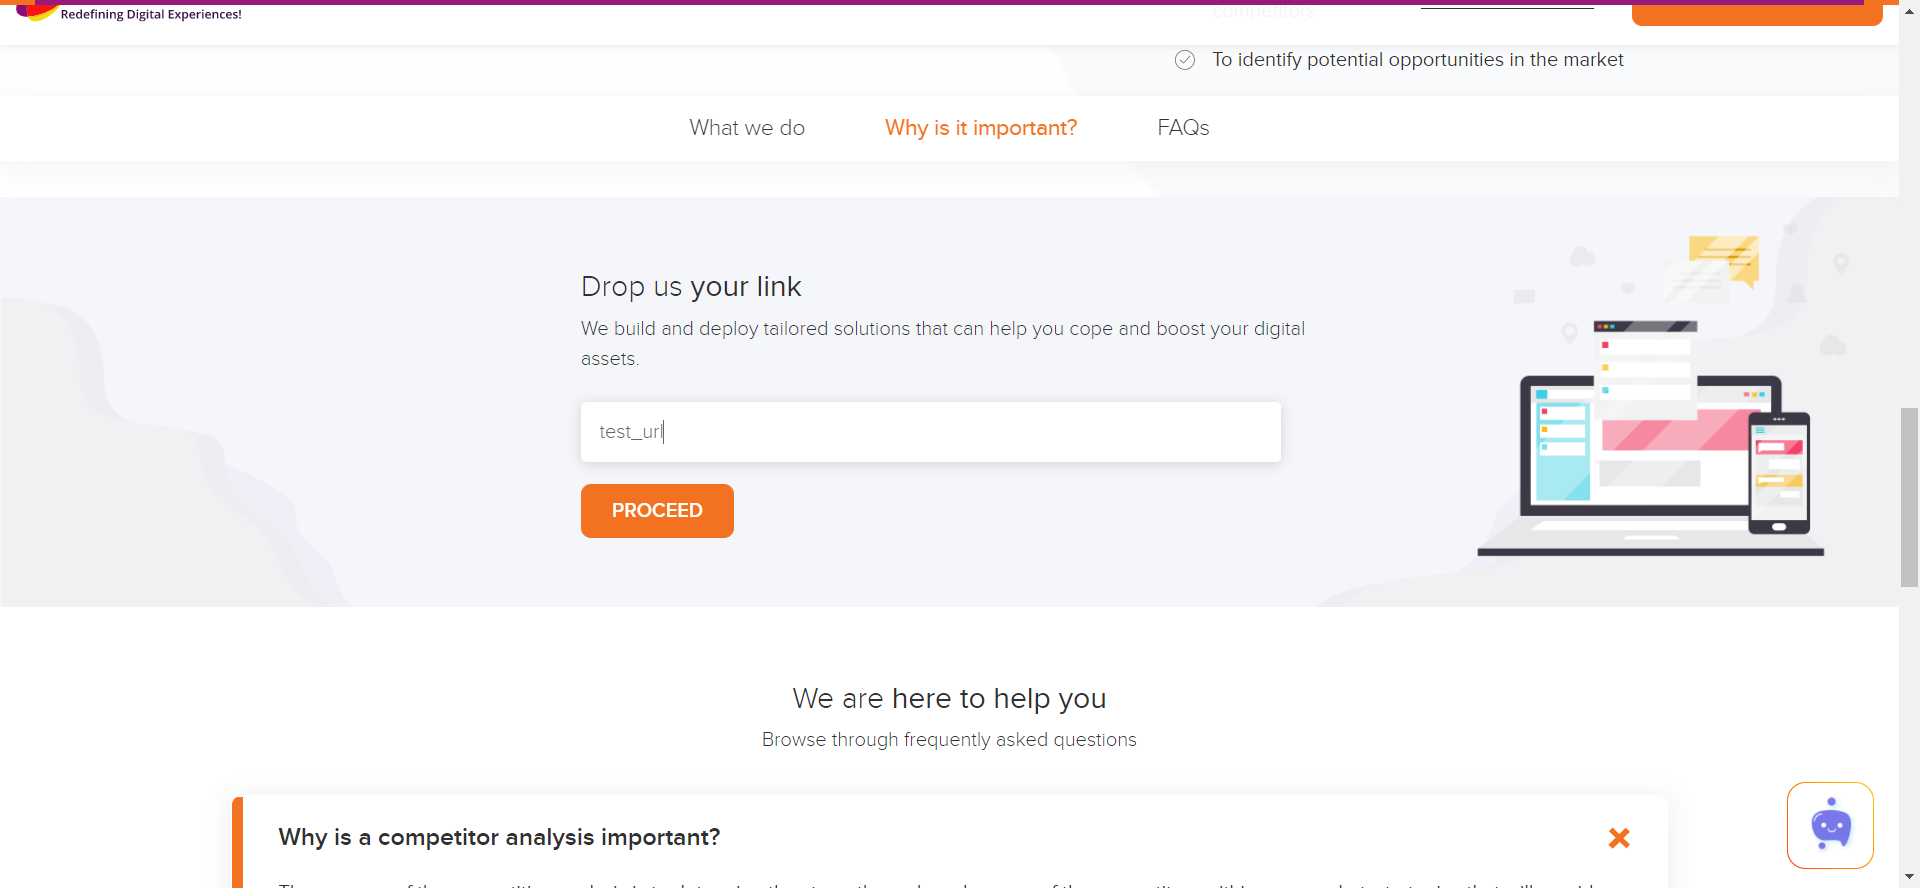 Redefining Digital Experiences!
competitors
To identify potential opportunities in the market
What we do
Why is it important?
FAQs
Drop us your link
We build and deploy tailored solutions that can help you cope and boost your digital
assets.
test_url
PROCEED
We are here to help you
Browse through frequently asked questions
Why is a competitor analysis important?